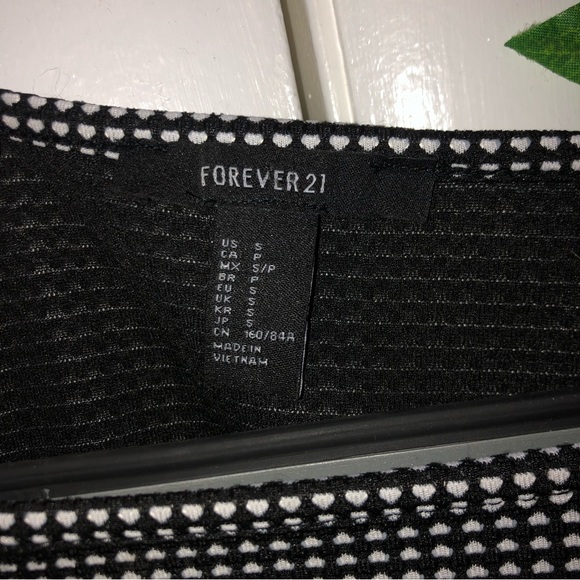 FOREVER 21
US S
CA P
MX S/P
BR P
EU S
UK S
KR S
JP S
CN 160/84A
MADE IN
VIETNAM